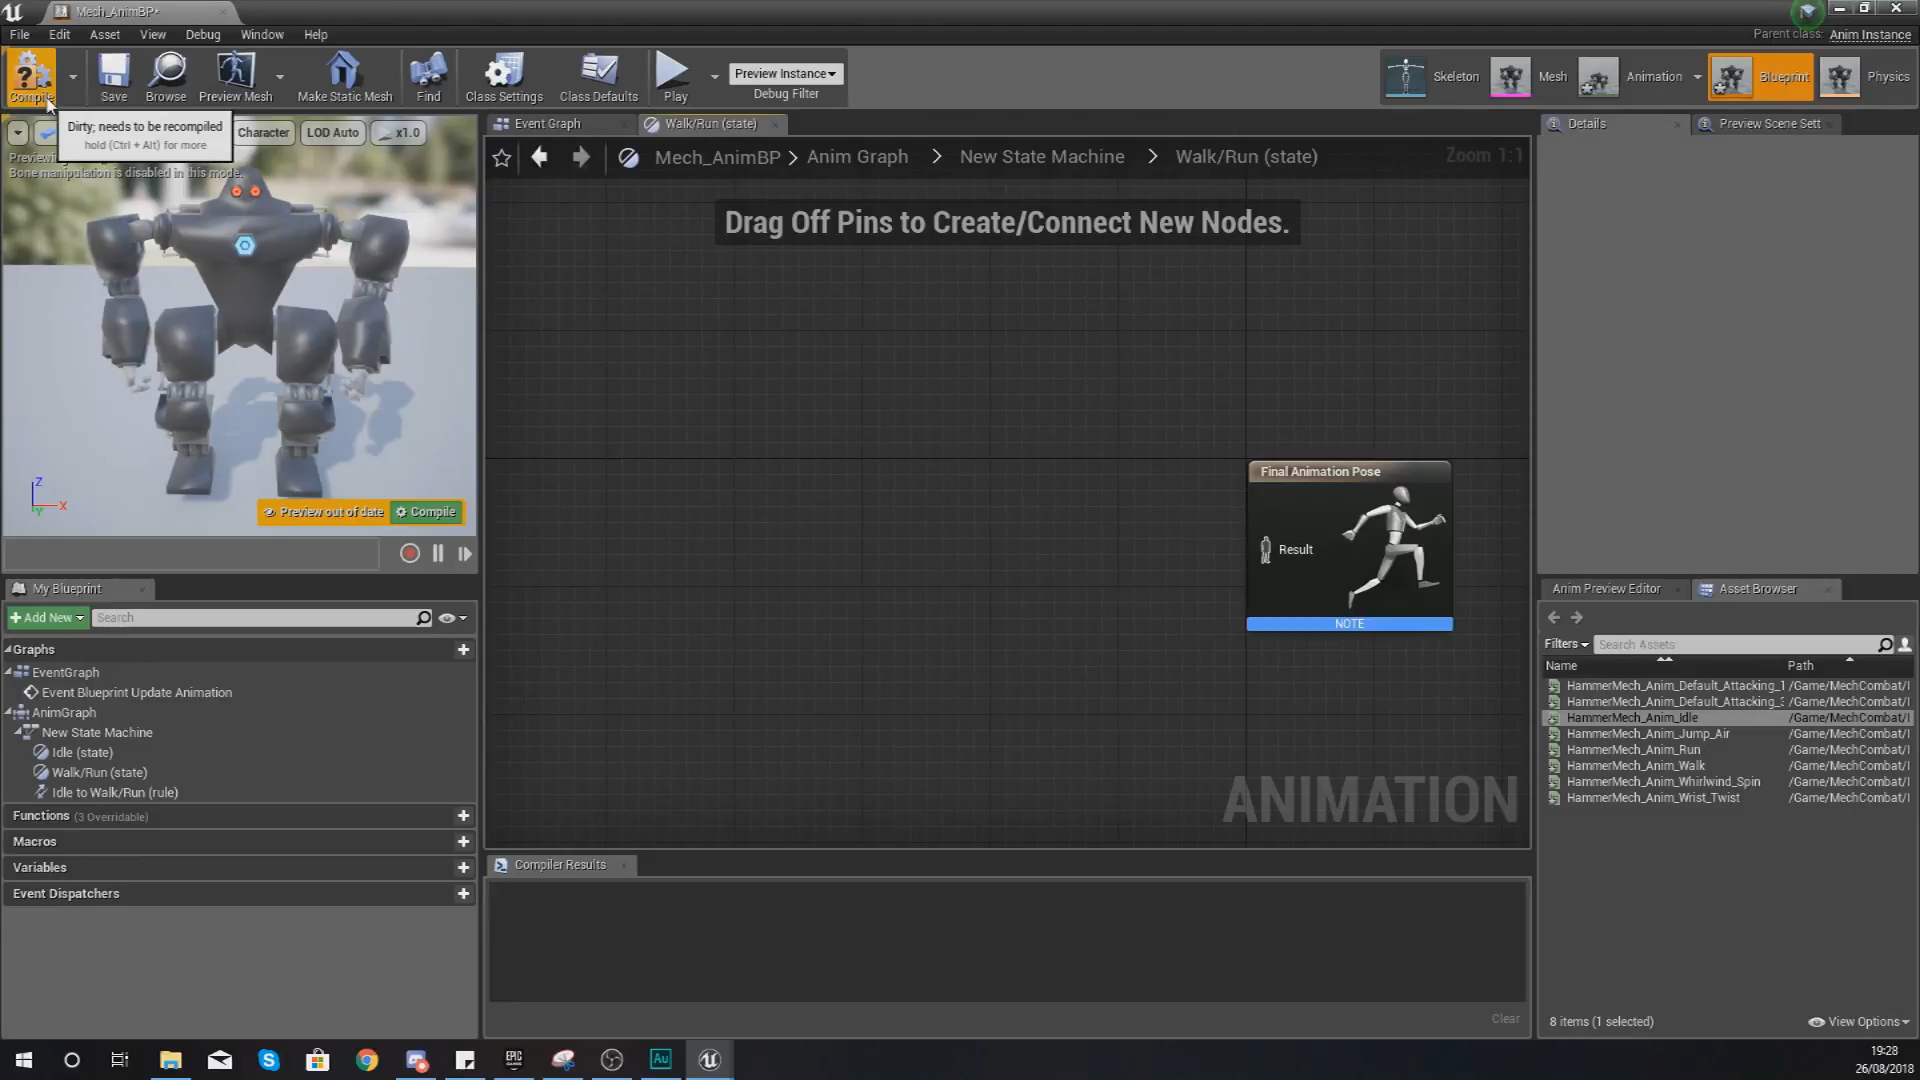 Mech_AnimBP*
File Edit Asset View Debug Window Help
Parent class: Anim Instance
Compile Save Browse Preview Mesh Make Static Mesh Find Class Settings Class Defaults Play
Preview Instance
Debug Filter
Skeleton Mesh Animation Blueprint Physics
Dirty; needs to be recompiled
hold (Ctrl + Alt) for more
Character LOD Auto x1.0
Bone manipulation is disabled in this mode.
Z
X
Y
Preview out of date Compile
Event Graph Walk/Run (state)
Mech_AnimBP > Anim Graph > New State Machine > Walk/Run (state)
Zoom 1:1
Drag Off Pins to Create/Connect New Nodes.
Final Animation Pose
Result
NOTE
ANIMATION
Compiler Results
Clear
My Blueprint
+ Add New Search
Graphs
EventGraph
Event Blueprint Update Animation
AnimGraph
New State Machine
Idle (state)
Walk/Run (state)
Idle to Walk/Run (rule)
Functions (3 Overridable)
Macros
Variables
Event Dispatchers
Details Preview Scene Sett
Anim Preview Editor Asset Browser
Filters Search Assets
Name Path
HammerMech_Anim_Default_Attacking_1 /Game/MechCombat/
HammerMech_Anim_Default_Attacking_ /Game/MechCombat/
HammerMech_Anim_Idle /Game/MechCombat/
HammerMech_Anim_Jump_Air /Game/MechCombat/
HammerMech_Anim_Run /Game/MechCombat/
HammerMech_Anim_Walk /Game/MechCombat/
HammerMech_Anim_Whirlwind_Spin /Game/MechCombat/
HammerMech_Anim_Wrist_Twist /Game/MechCombat/
8 items (1 selected)
View Options
EPIC
GAMES
Au
19:28
26/08/2018